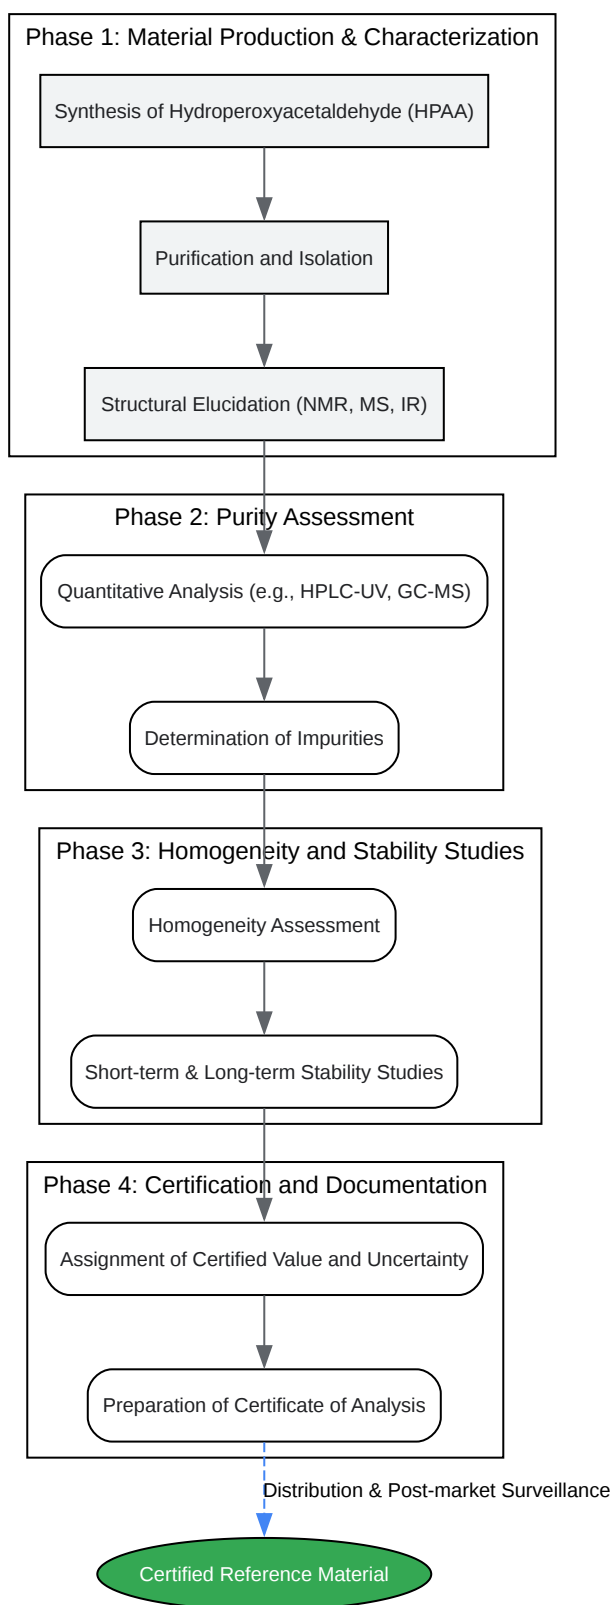 Phase 1: Material Production & Characterization
Synthesis of Hydroperoxyacetaldehyde (HPAA)
Purification and Isolation
Structural Elucidation (NMR, MS, IR)
Phase 2: Purity Assessment
Quantitative Analysis (e.g., HPLC-UV, GC-MS)
Determination of Impurities
Phase 3: Homogeneity and Stability Studies
Homogeneity Assessment
Short-term & Long-term Stability Studies
Phase 4: Certification and Documentation
Assignment of Certified Value and Uncertainty
Preparation of Certificate of Analysis
Distribution & Post-market Surveillance
Certified Reference Material